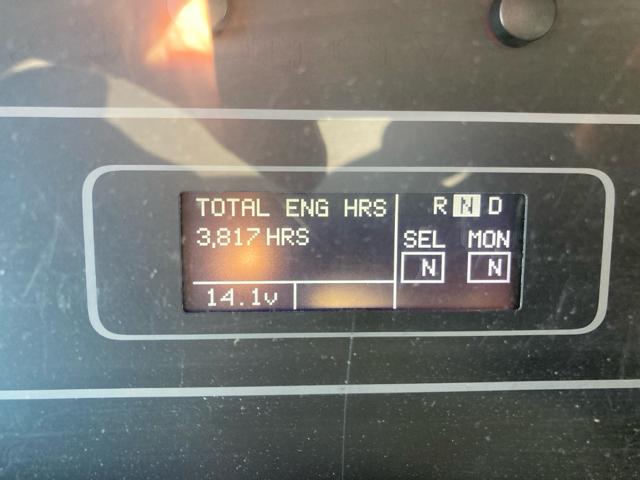 TOTAL ENG HRS
3,817 HRS
14.1v
R N D
SEL MON
N N